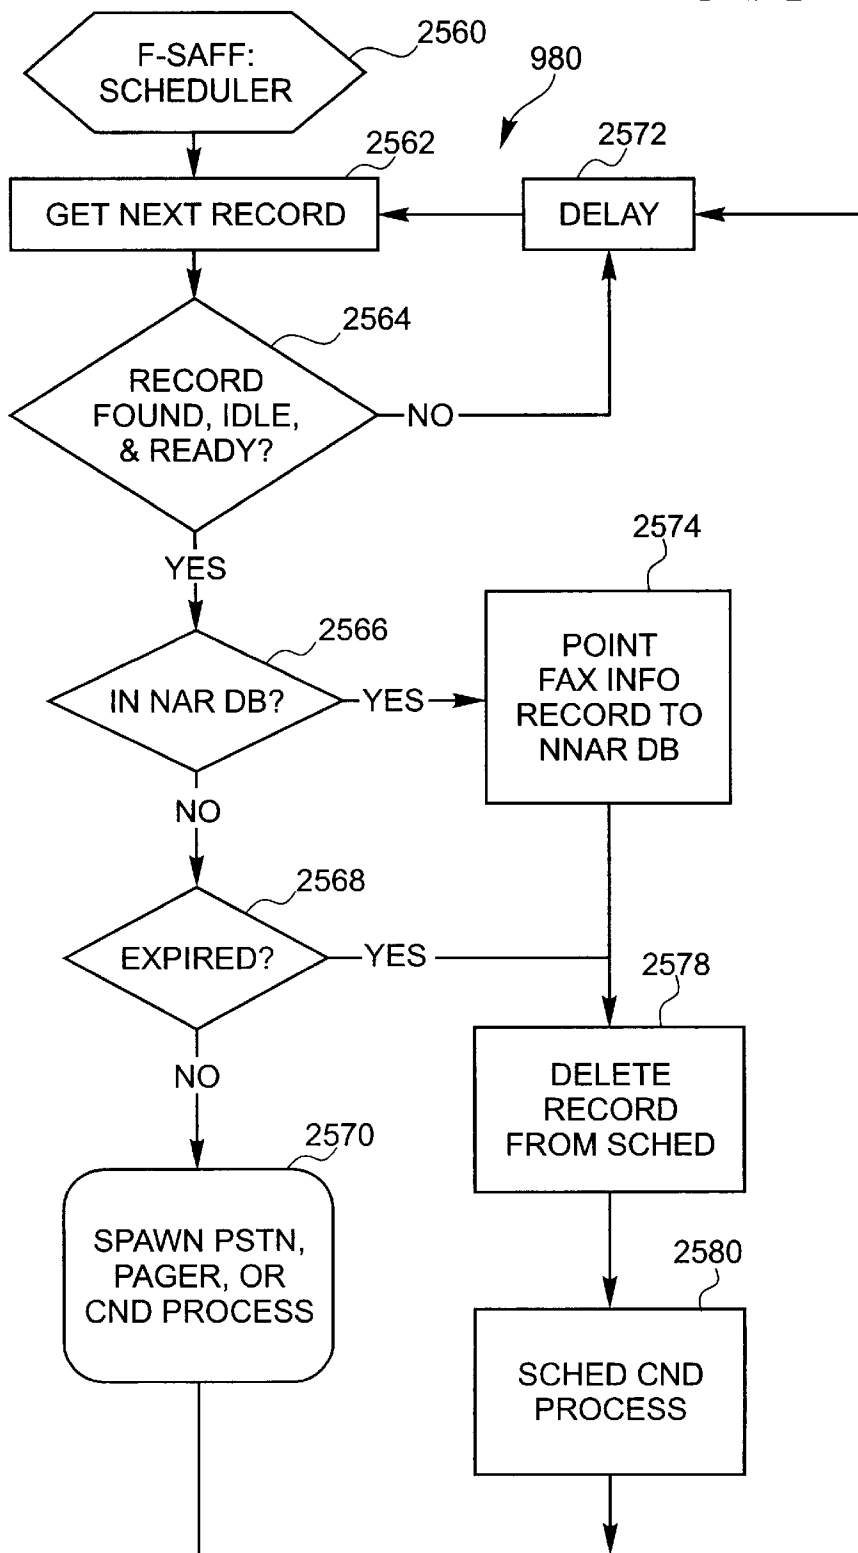 F-SAFF:
SCHEDULER
2560
980
2562
GET NEXT RECORD
2572
DELAY
2564
RECORD
FOUND, IDLE,
& READY?
NO
YES
2566
IN NAR DB?
YES
2574
POINT
FAX INFO
RECORD TO
NNAR DB
NO
2568
EXPIRED?
YES
2578
DELETE
RECORD
FROM SCHED
NO
2570
SPAWN PSTN,
PAGER, OR
CND PROCESS
2580
SCHED CND
PROCESS